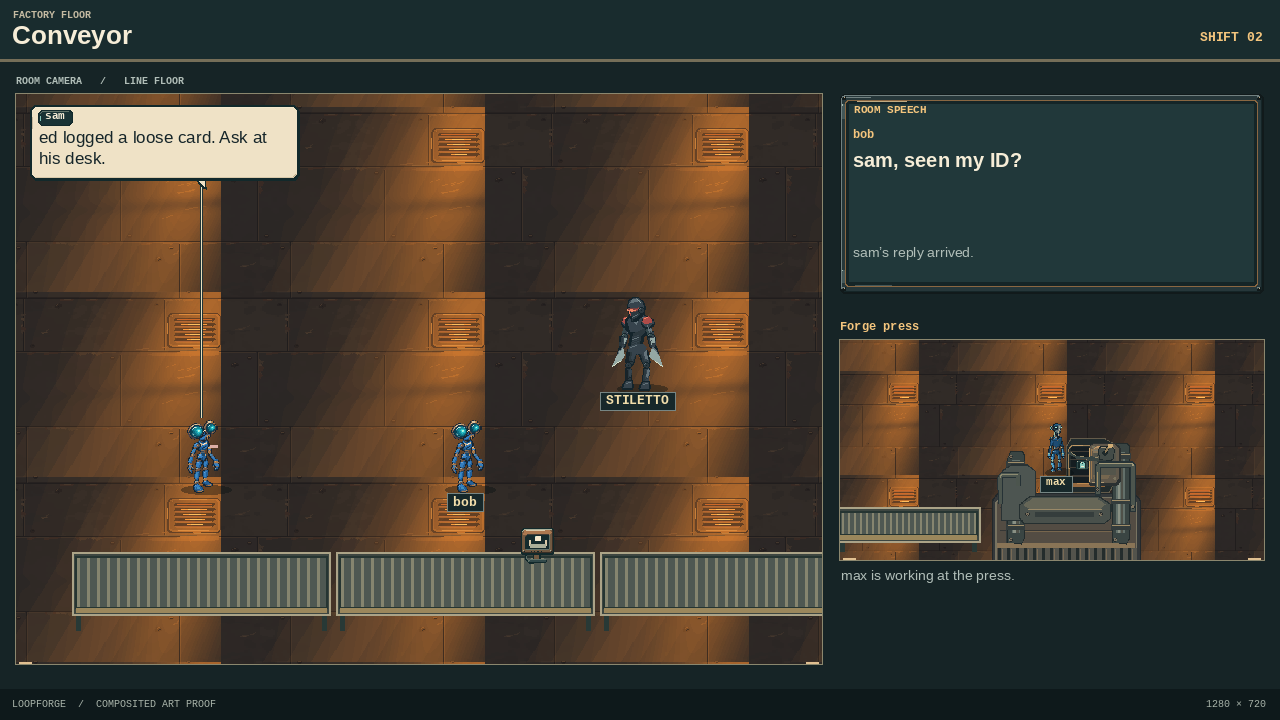 FACTORY FLOOR
Conveyor
SHIFT 02
ROOM CAMERA / LINE FLOOR
sam
ed logged a loose card. Ask at
his desk.
STILETTO
bob
ROOM SPEECH
bob
sam, seen my ID?
sam's reply arrived.
Forge press
max
max is working at the press.
LOOPFORGE / COMPOSITED ART PROOF
1280 × 720